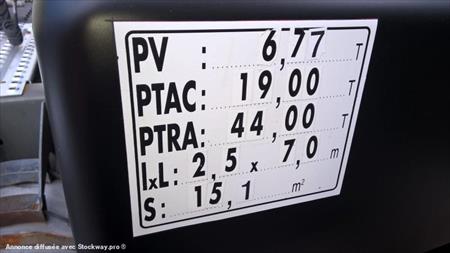 PV : 6,77 T
PTAC: 19,00 T
PTRA: 44,00 T
IxL: 2,5 x 7,0 m
S: 15,1 m²
Annonce diffusée avec Stockway.pro ®